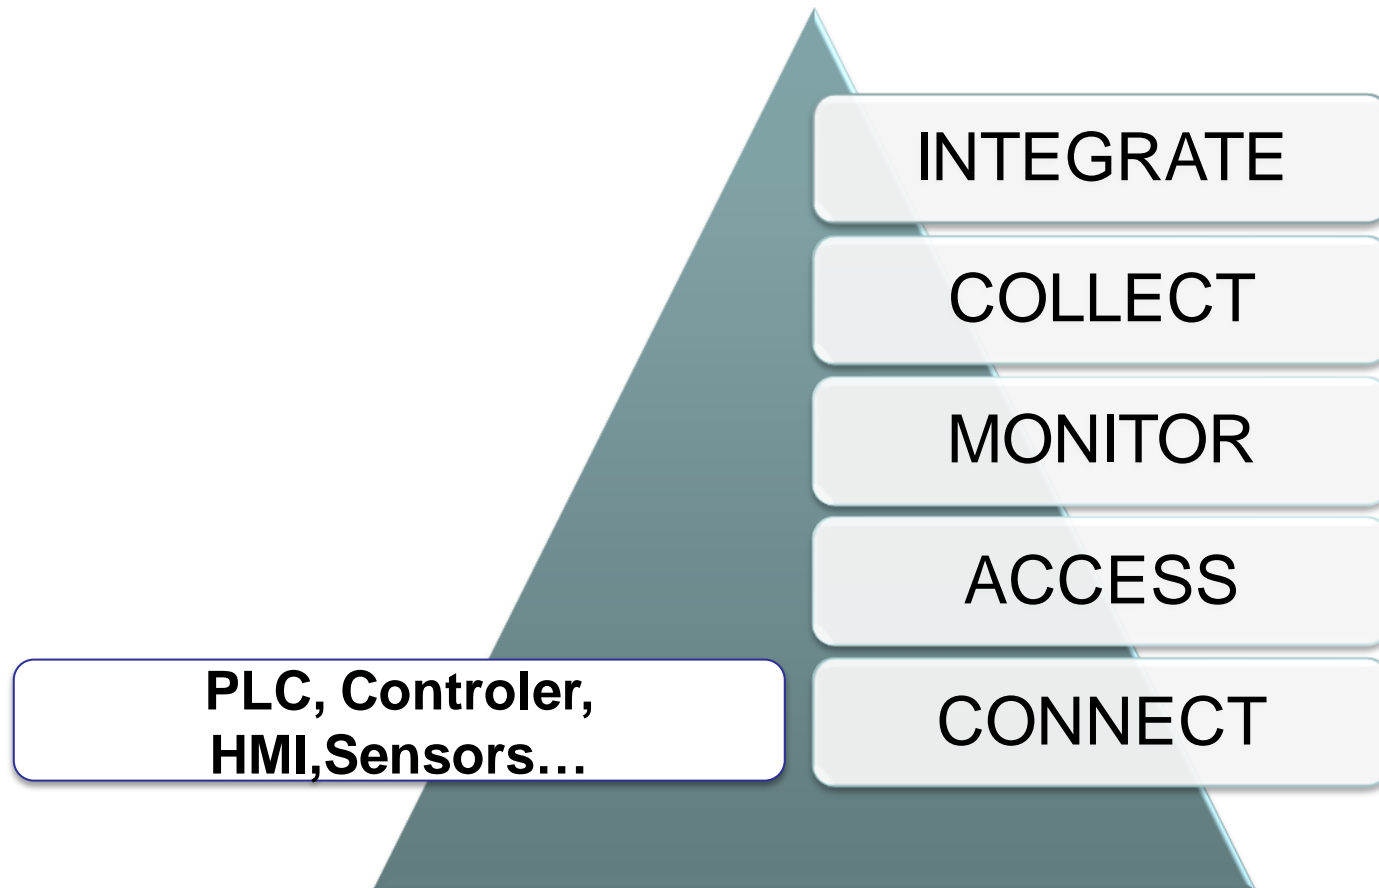 INTEGRATE
COLLECT
MONITOR
ACCESS
PLC, Controler,
HMI,Sensors…
CONNECT